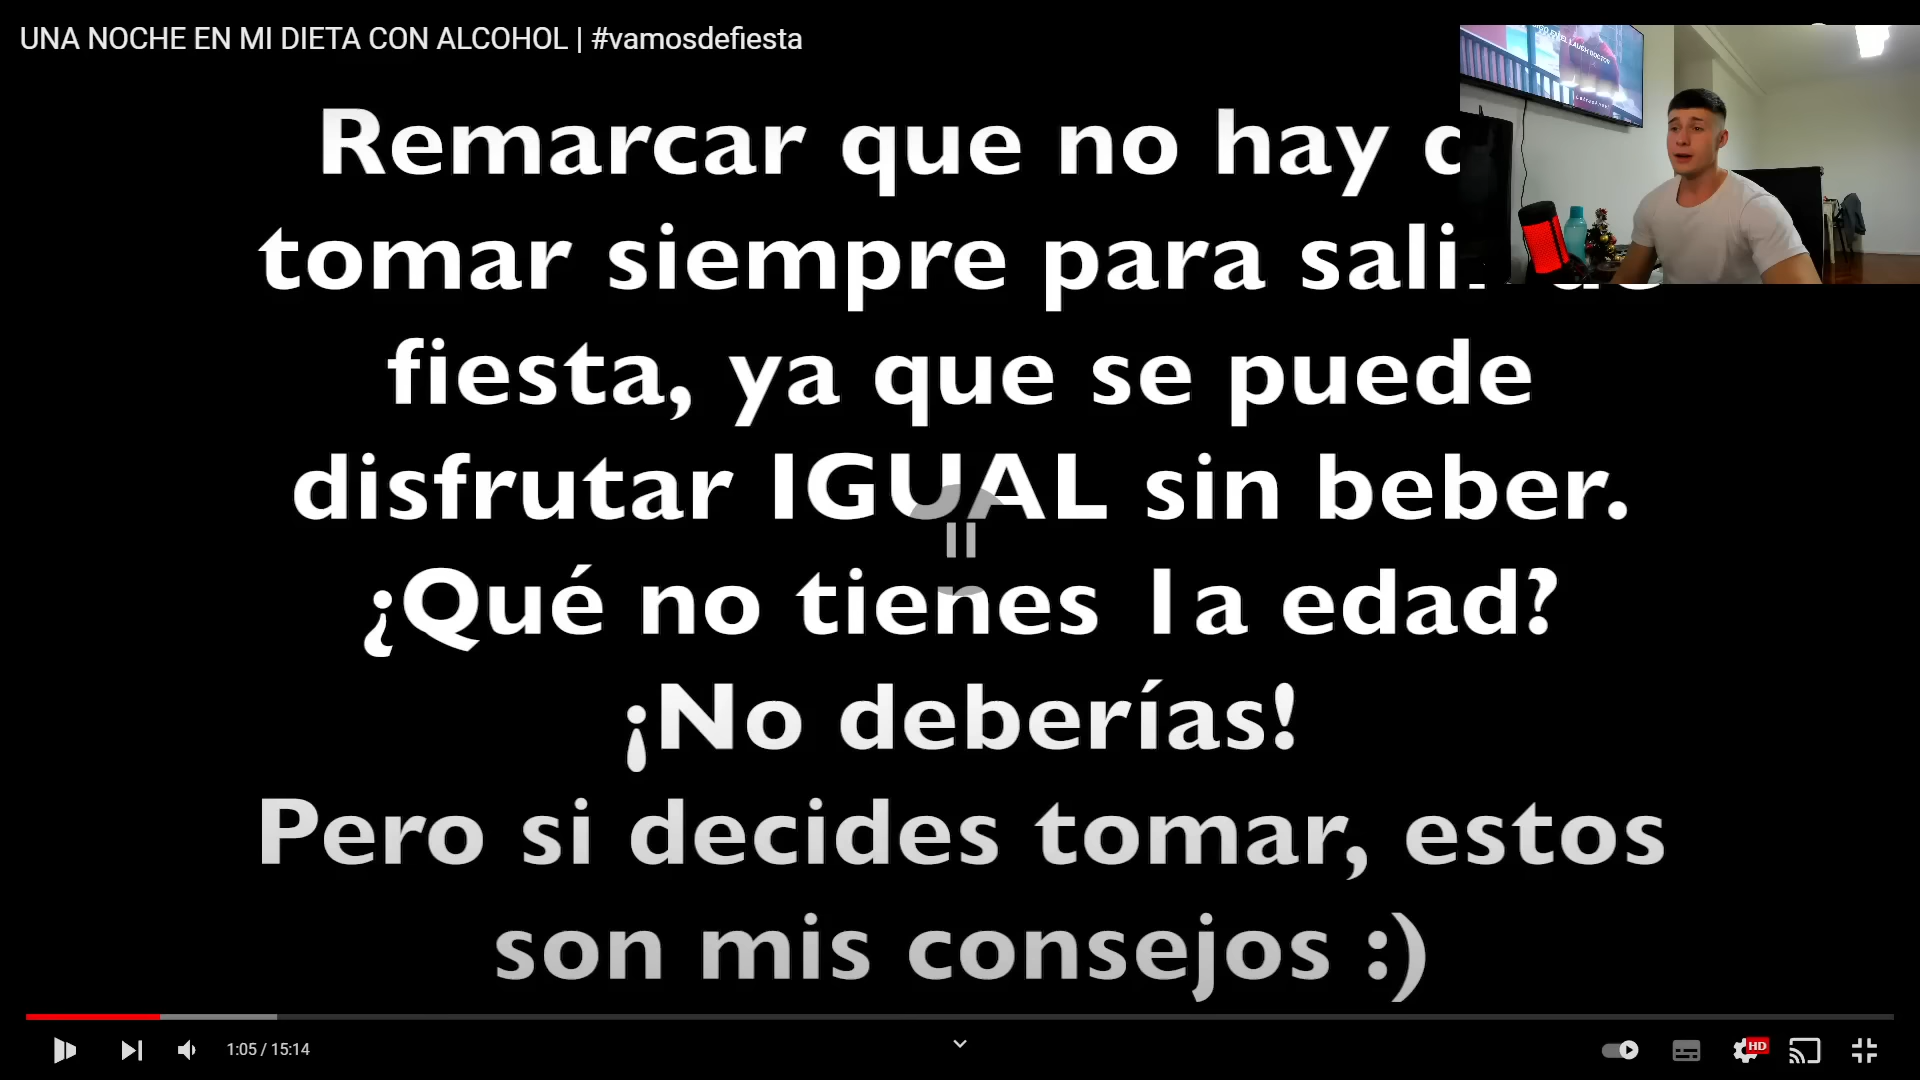 UNA NOCHE EN MI DIETA CON ALCOHOL | #vamosdefiesta
Remarcar que no hay
tomar siempre para
fiesta, ya que se puede
disfrutar IGUAL sin beber.
¿Qué no tienes 1a edad?
¡No deberías!
Pero si decides tomar, estos
son mis consejos :)
1:05 / 15:14
HD